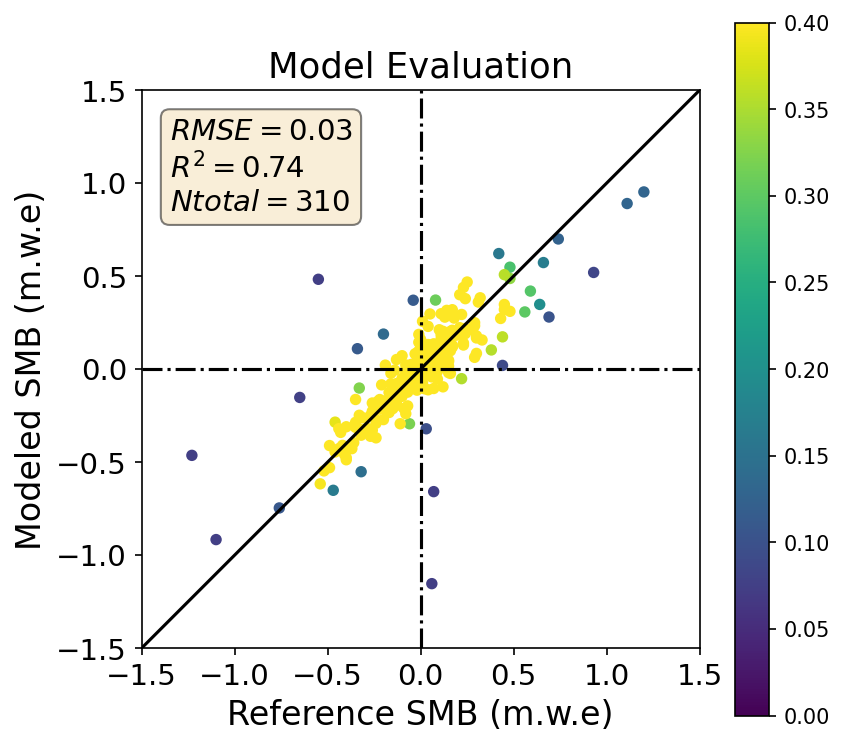 Model Evaluation
RMSE = 0.03
R² = 0.74
Ntotal = 310
Modeled SMB (m.w.e)
1.5
1.0
0.5
0.0
−0.5
−1.0
−1.5
−1.5 −1.0 −0.5 0.0 0.5 1.0 1.5
Reference SMB (m.w.e)
0.40
0.35
0.30
0.25
0.20
0.15
0.10
0.05
0.00